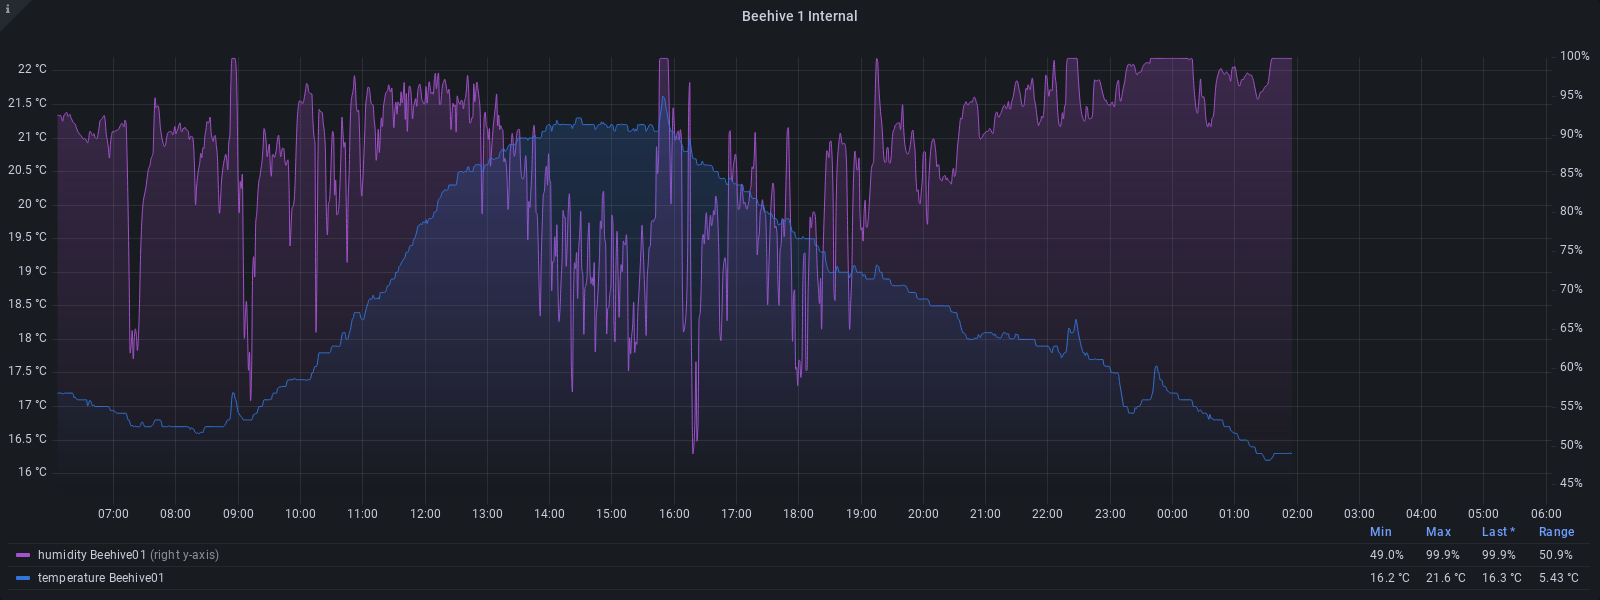 i
Beehive 1 Internal
22 °C
21.5 °C
21 °C
20.5 °C
20 °C
19.5 °C
19 °C
18.5 °C
18 °C
17.5 °C
17 °C
16.5 °C
16 °C
100%
95%
90%
85%
80%
75%
70%
65%
60%
55%
50%
45%
07:00 08:00 09:00 10:00 11:00 12:00 13:00 14:00 15:00 16:00 17:00 18:00 19:00 20:00 21:00 22:00 23:00 00:00 01:00 02:00 03:00 04:00 05:00 06:00
Min Max Last * Range
humidity Beehive01 (right y-axis) 49.0% 99.9% 99.9% 50.9%
temperature Beehive01 16.2 °C 21.6 °C 16.3 °C 5.43 °C